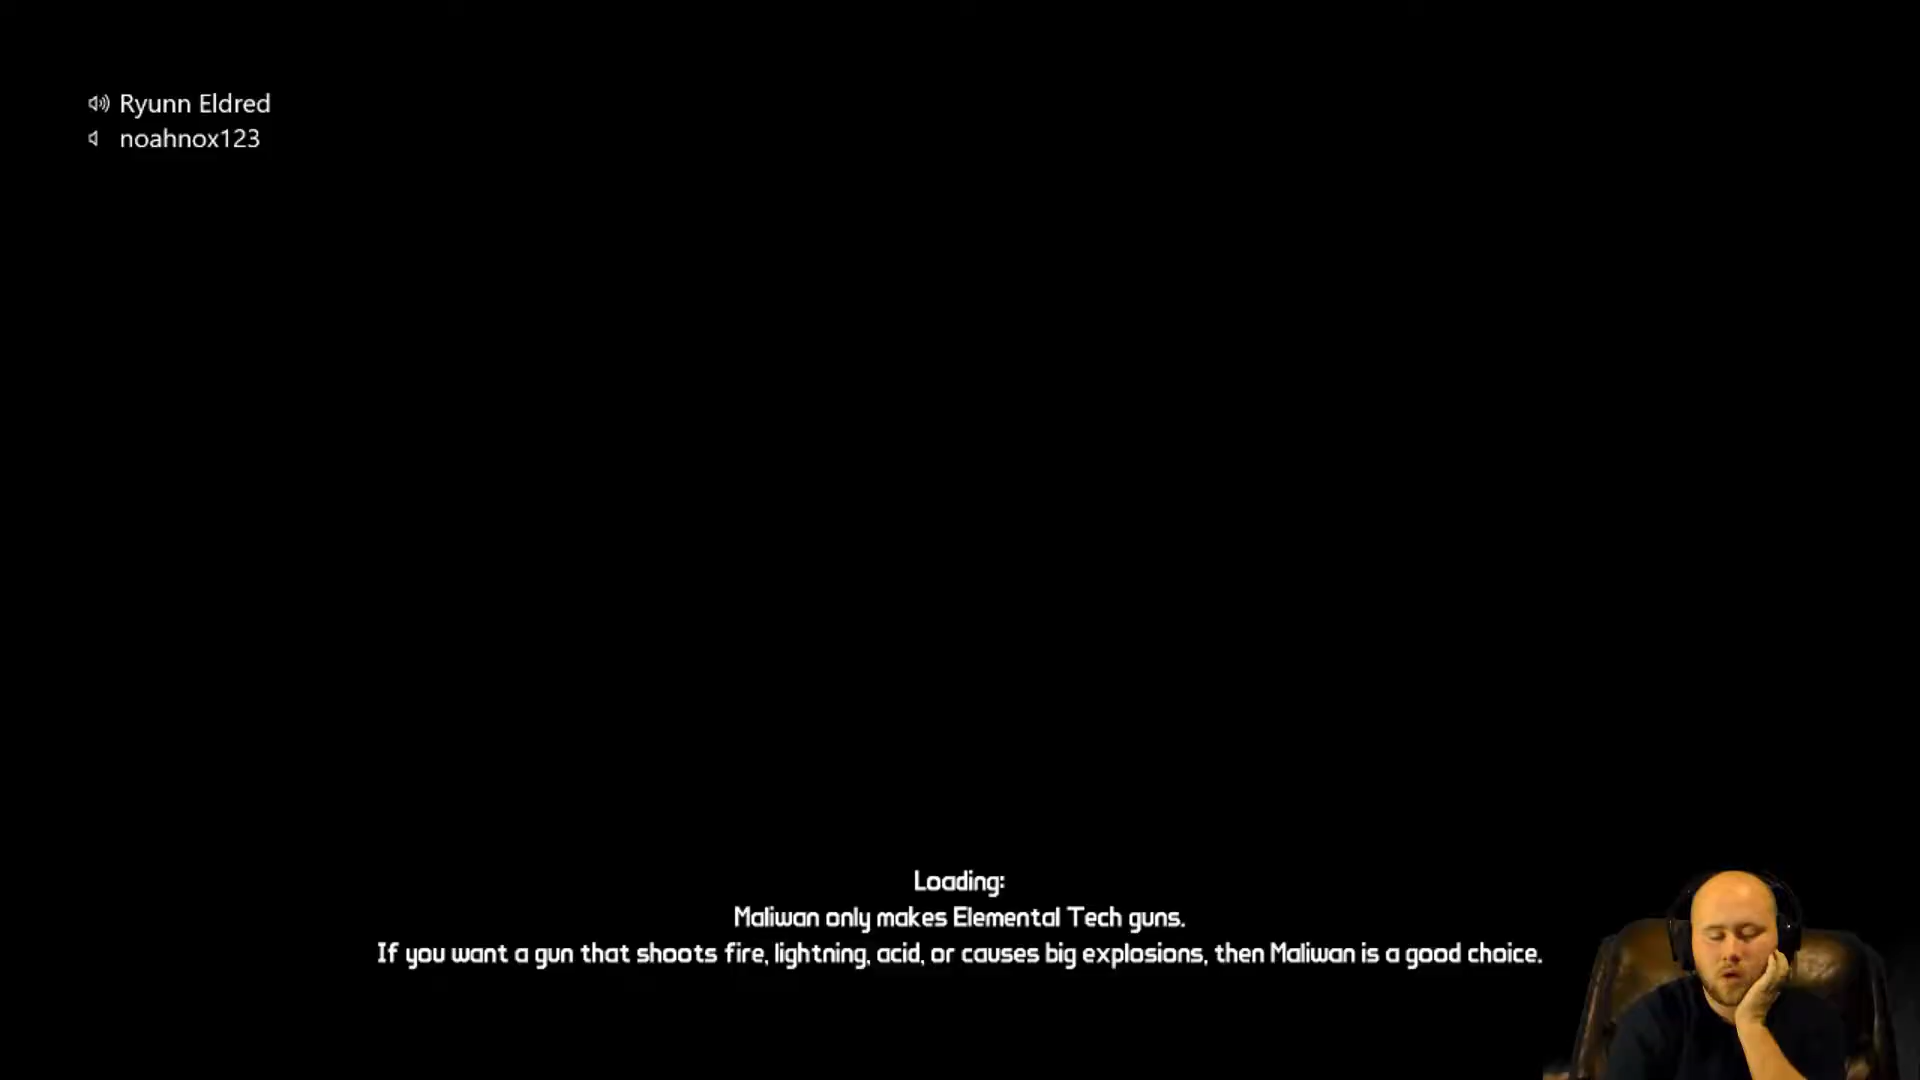 Ryunn Eldred
noahnox123
Loading:
Maliwan only makes Elemental Tech guns.
If you want a gun that shoots fire, lightning, acid, or causes big explosions, then Maliwan is a good choice.